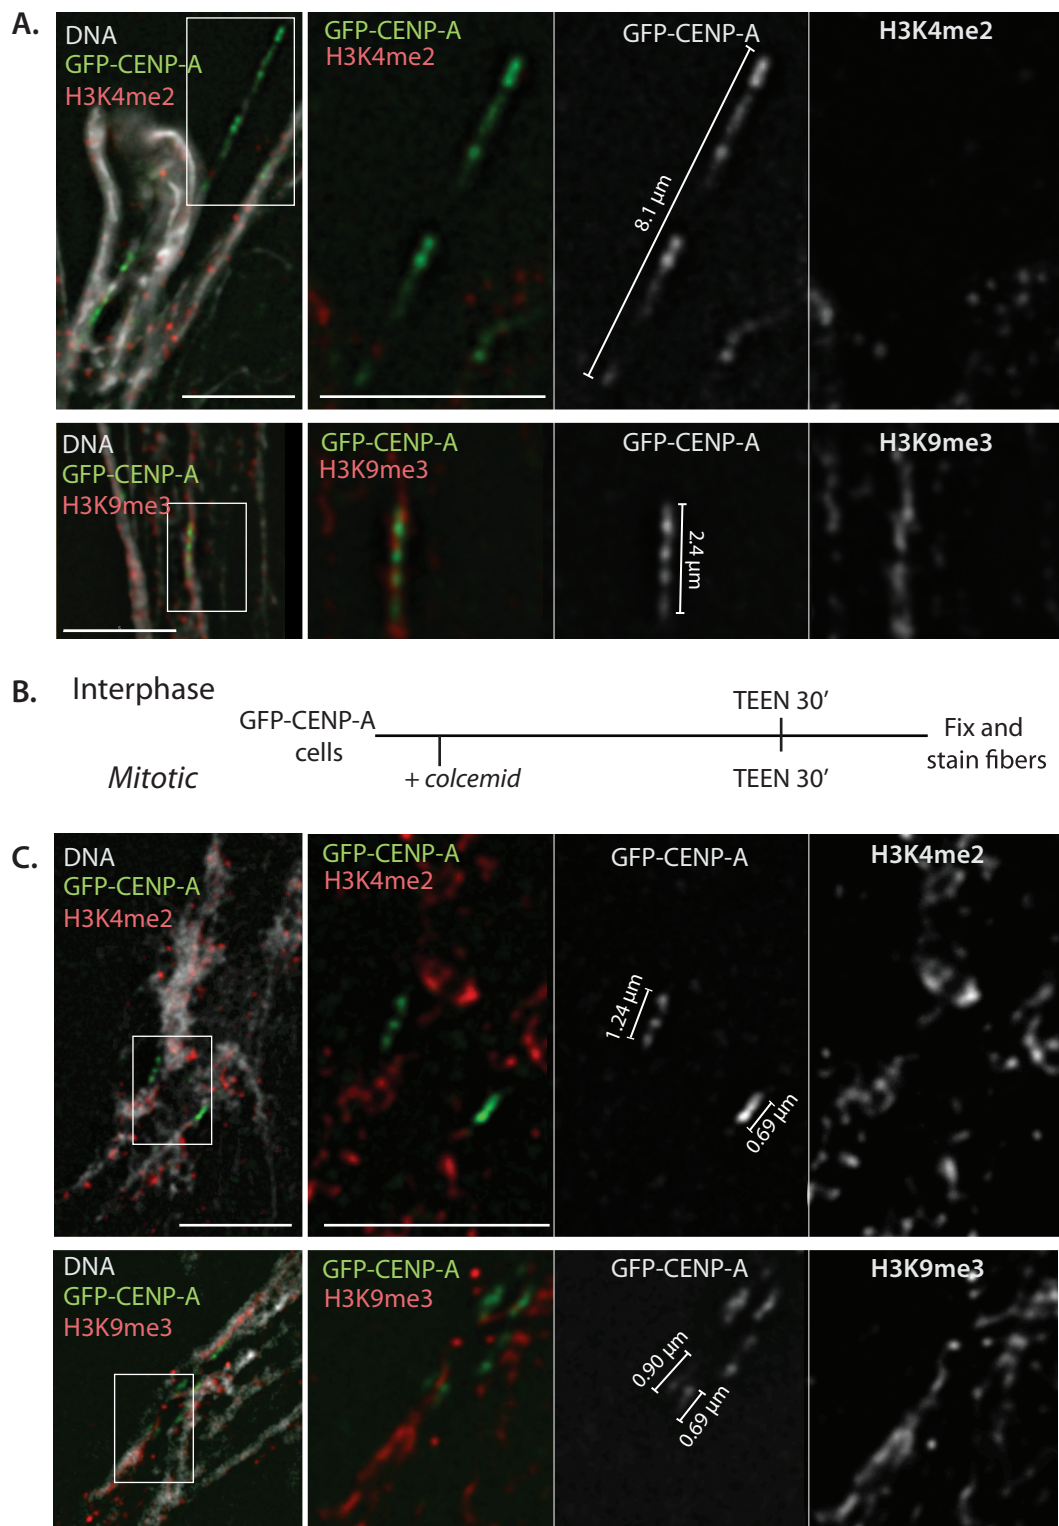 A.
DNA
GFP-CENP-A
H3K4me2
GFP-CENP-A
H3K4me2
GFP-CENP-A
8.1 μm
H3K4me2
DNA
GFP-CENP-A
H3K9me3
GFP-CENP-A
H3K9me3
GFP-CENP-A
2.4 μm
H3K9me3
B.
Interphase
GFP-CENP-A
cells
TEEN 30′
Fix and
stain fibers
Mitotic
+ colcemid
TEEN 30′
C.
DNA
GFP-CENP-A
H3K4me2
GFP-CENP-A
H3K4me2
GFP-CENP-A
1.24 μm
0.69 μm
H3K4me2
DNA
GFP-CENP-A
H3K9me3
GFP-CENP-A
H3K9me3
GFP-CENP-A
0.90 μm
0.69 μm
H3K9me3